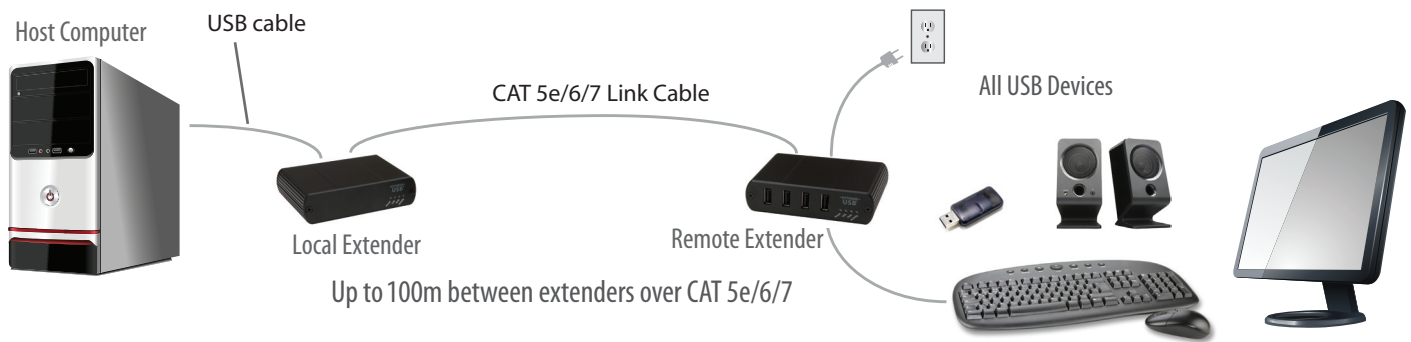 Host Computer
USB cable
CAT 5e/6/7 Link Cable
All USB Devices
Local Extender
Remote Extender
USB
Up to 100m between extenders over CAT 5e/6/7